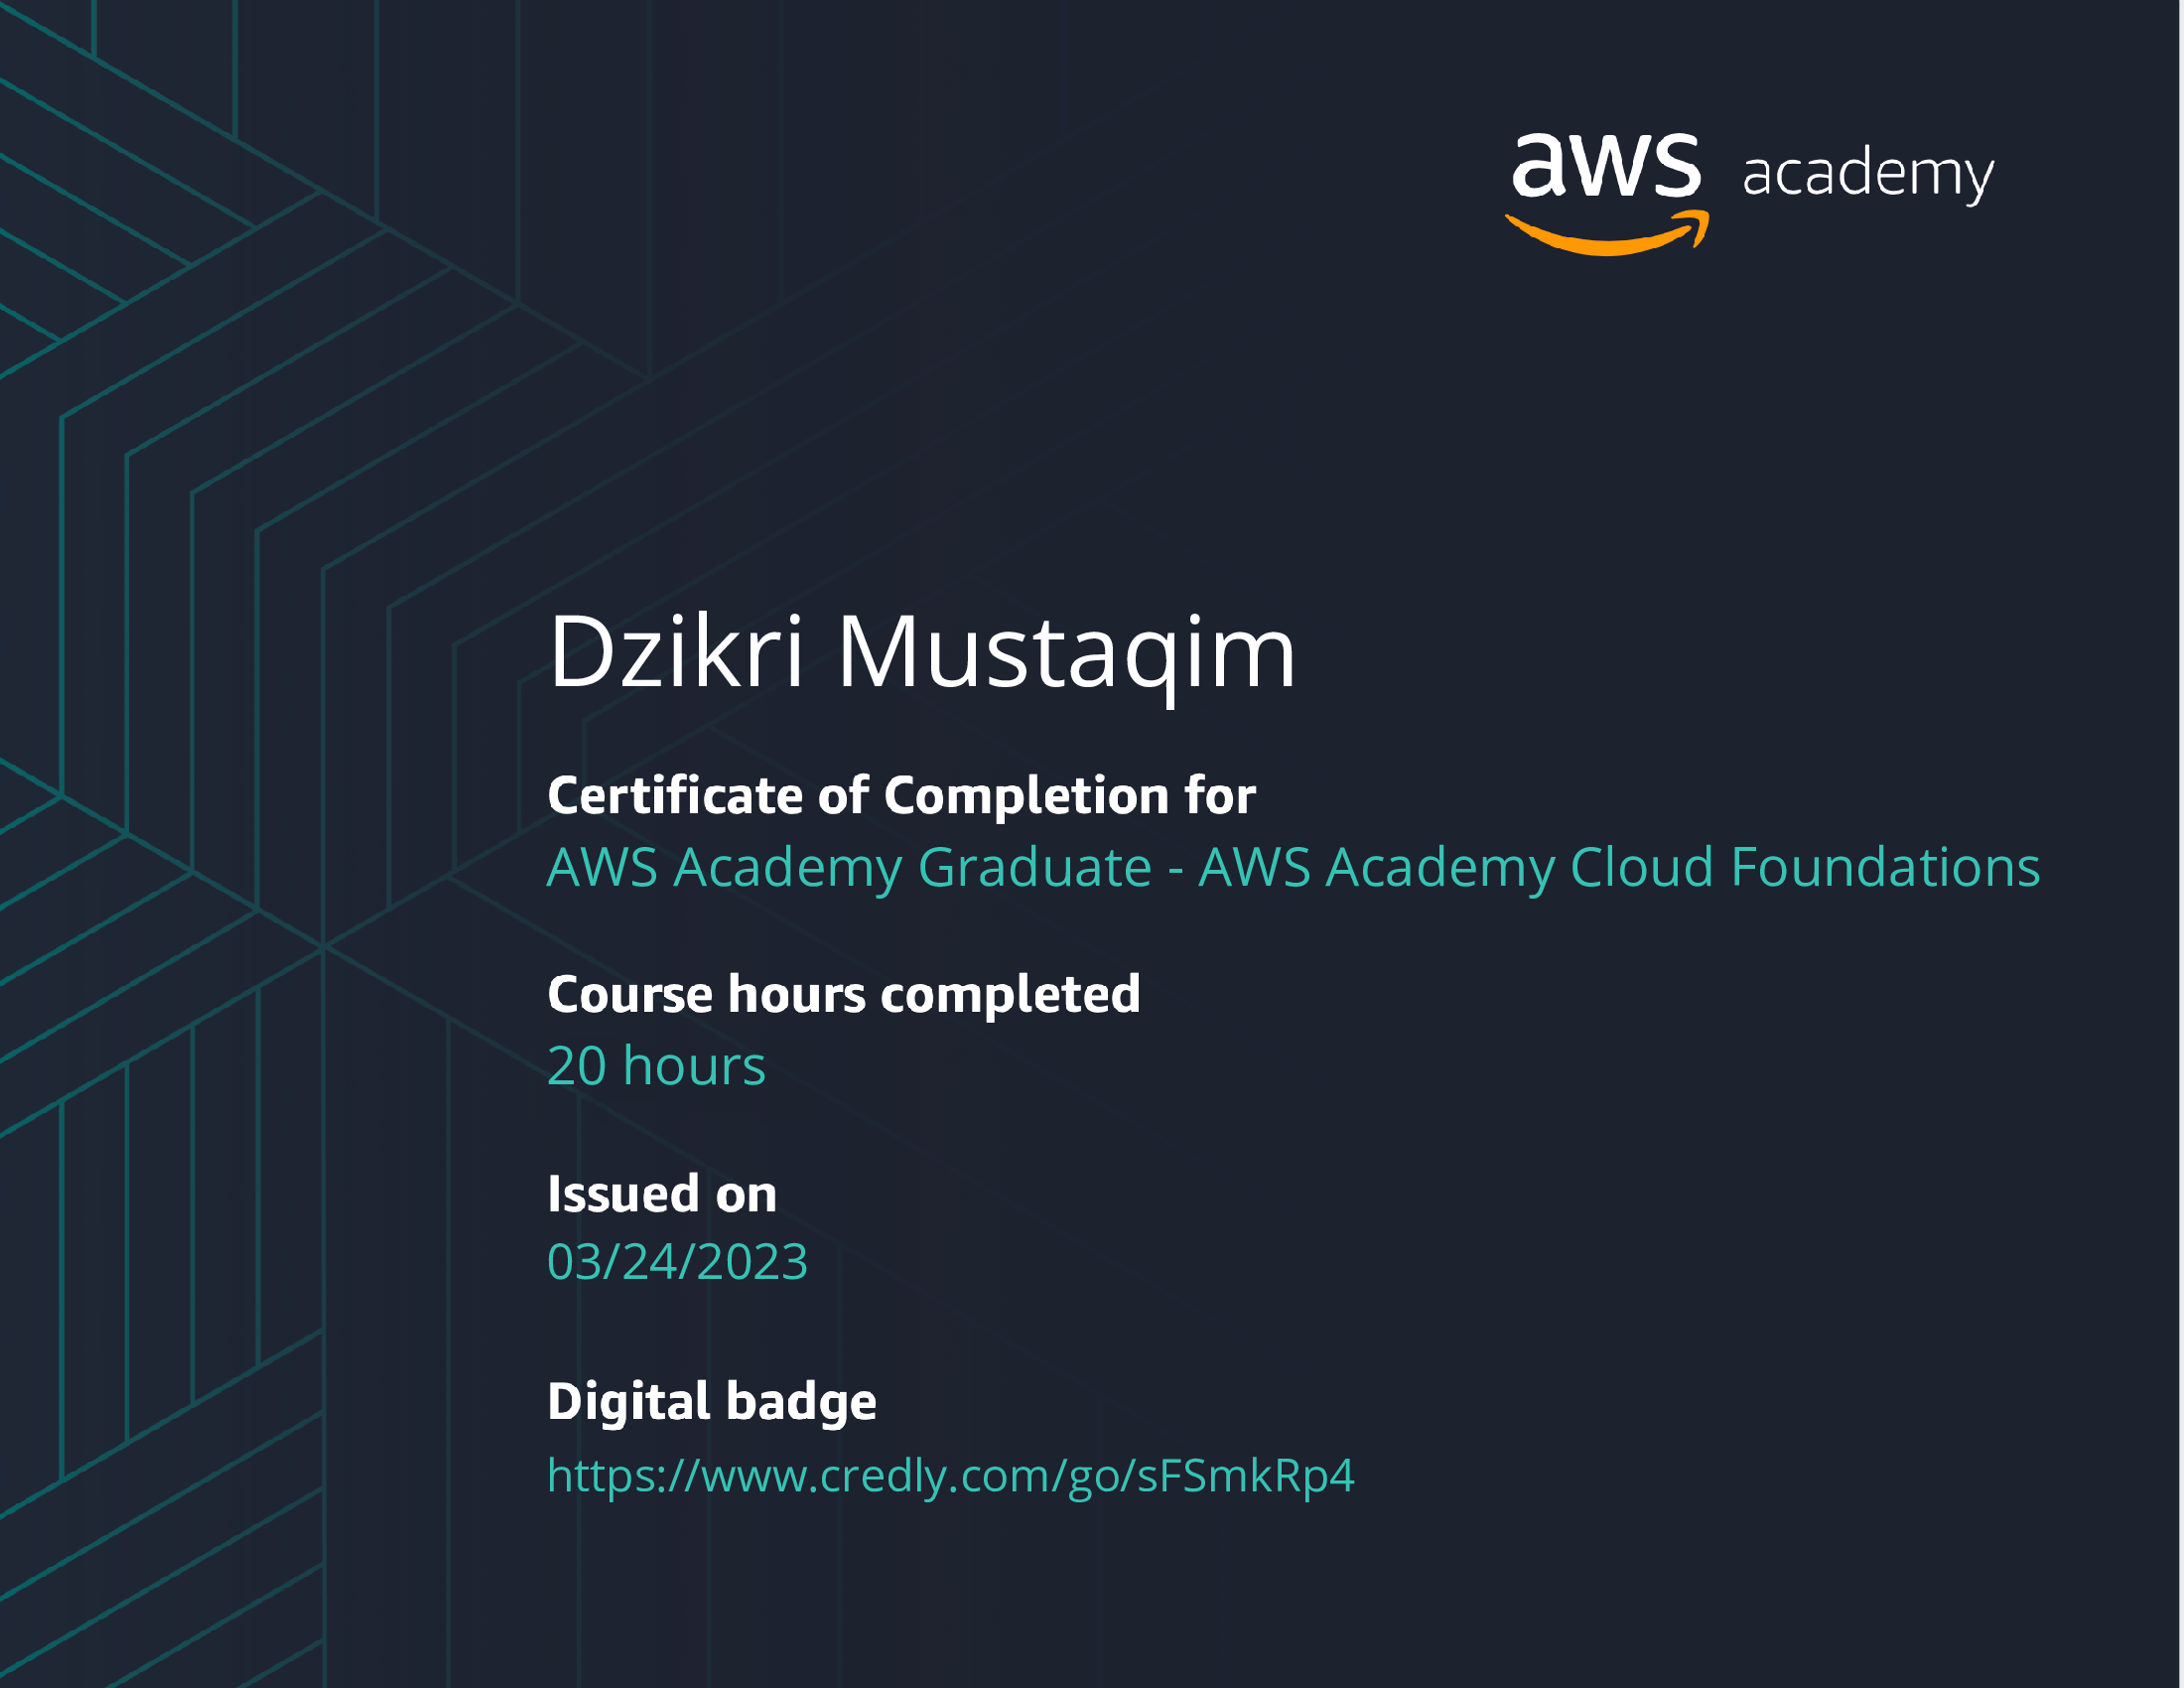 aws academy
Dzikri Mustaqim
Certificate of Completion for
AWS Academy Graduate - AWS Academy Cloud Foundations
Course hours completed
20 hours
Issued on
03/24/2023
Digital badge
https://www.credly.com/go/sFSmkRp4